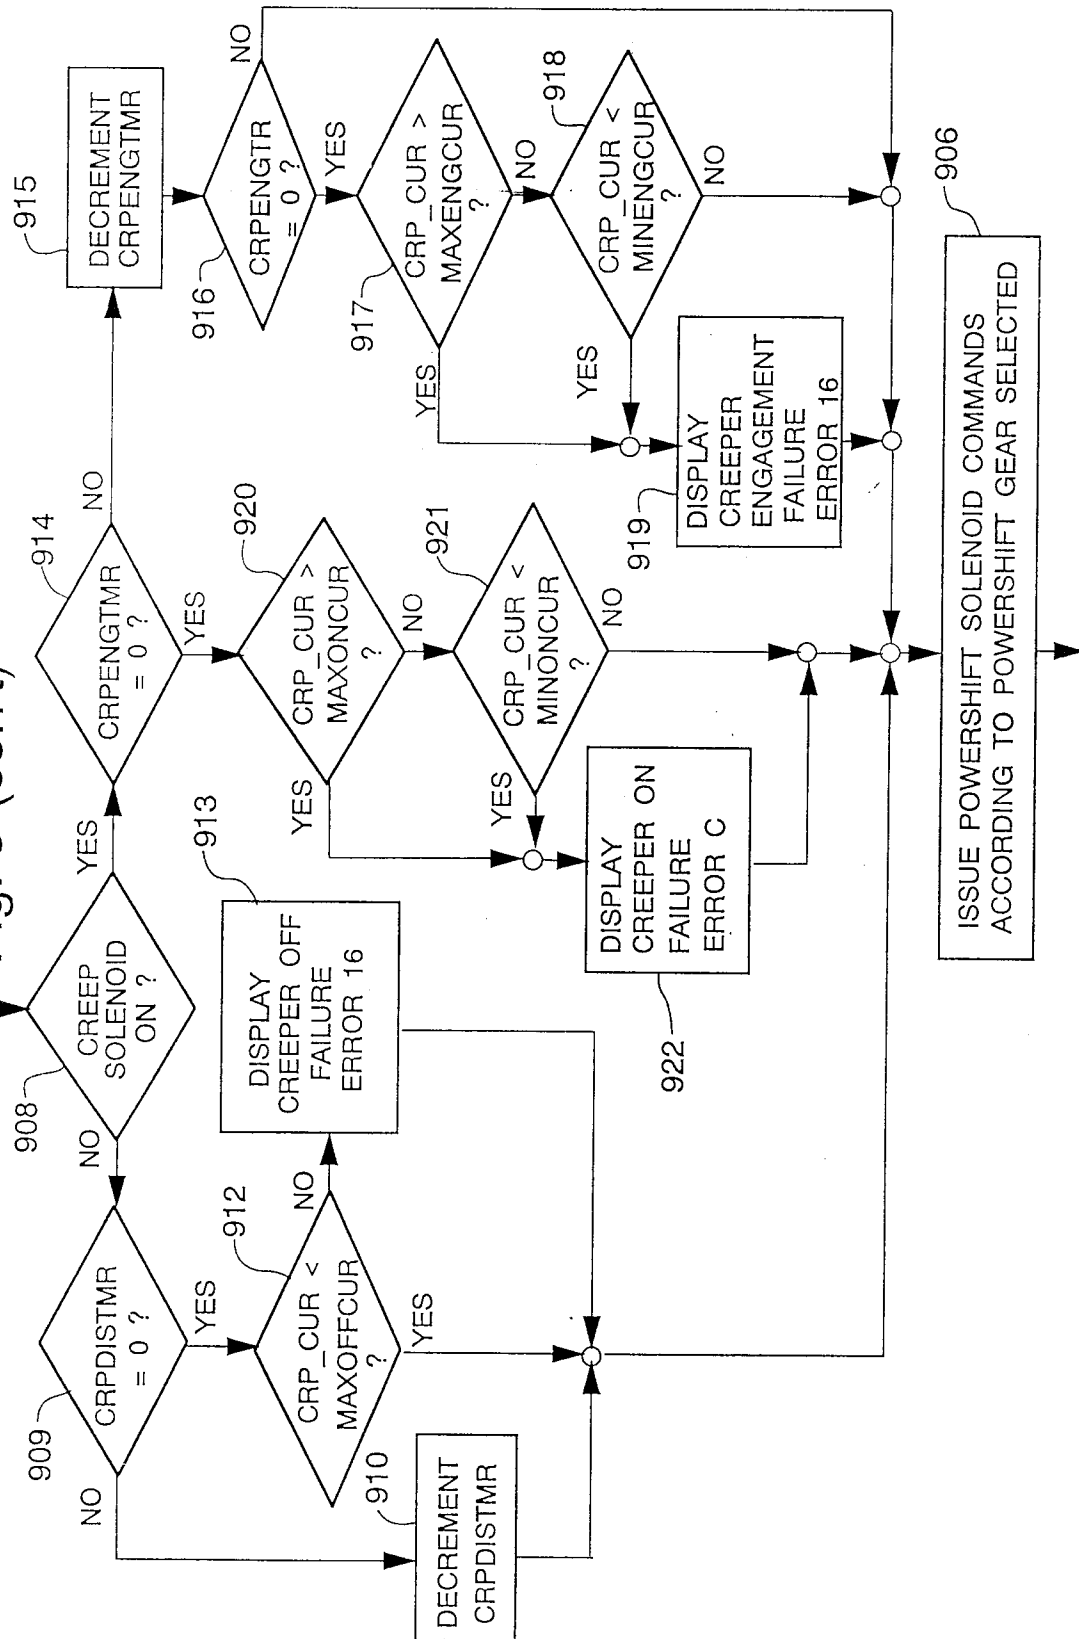 (con't)
908
CREEP
SOLENOID
ON ?
NO
YES
909
CRPDISTMR
= 0 ?
NO
YES
910
DECREMENT
CRPDISTMR
912
CRP_CUR <
MAXOFFCUR
?
NO
YES
913
DISPLAY
CREEPER OFF
FAILURE
ERROR 16
914
CRPENGTMR
= 0 ?
NO
YES
915
DECREMENT
CRPENGTMR
916
CRPENGTR
= 0 ?
NO
YES
917
CRP_CUR >
MAXENGCUR
?
YES
NO
918
CRP_CUR <
MINENGCUR
?
YES
NO
919
DISPLAY
CREEPER
ENGAGEMENT
FAILURE
ERROR 16
920
CRP_CUR >
MAXONCUR
?
YES
NO
921
CRP_CUR <
MINONCUR
?
YES
NO
922
DISPLAY
CREEPER ON
FAILURE
ERROR C
906
ISSUE POWERSHIFT SOLENOID COMMANDS
ACCORDING TO POWERSHIFT GEAR SELECTED